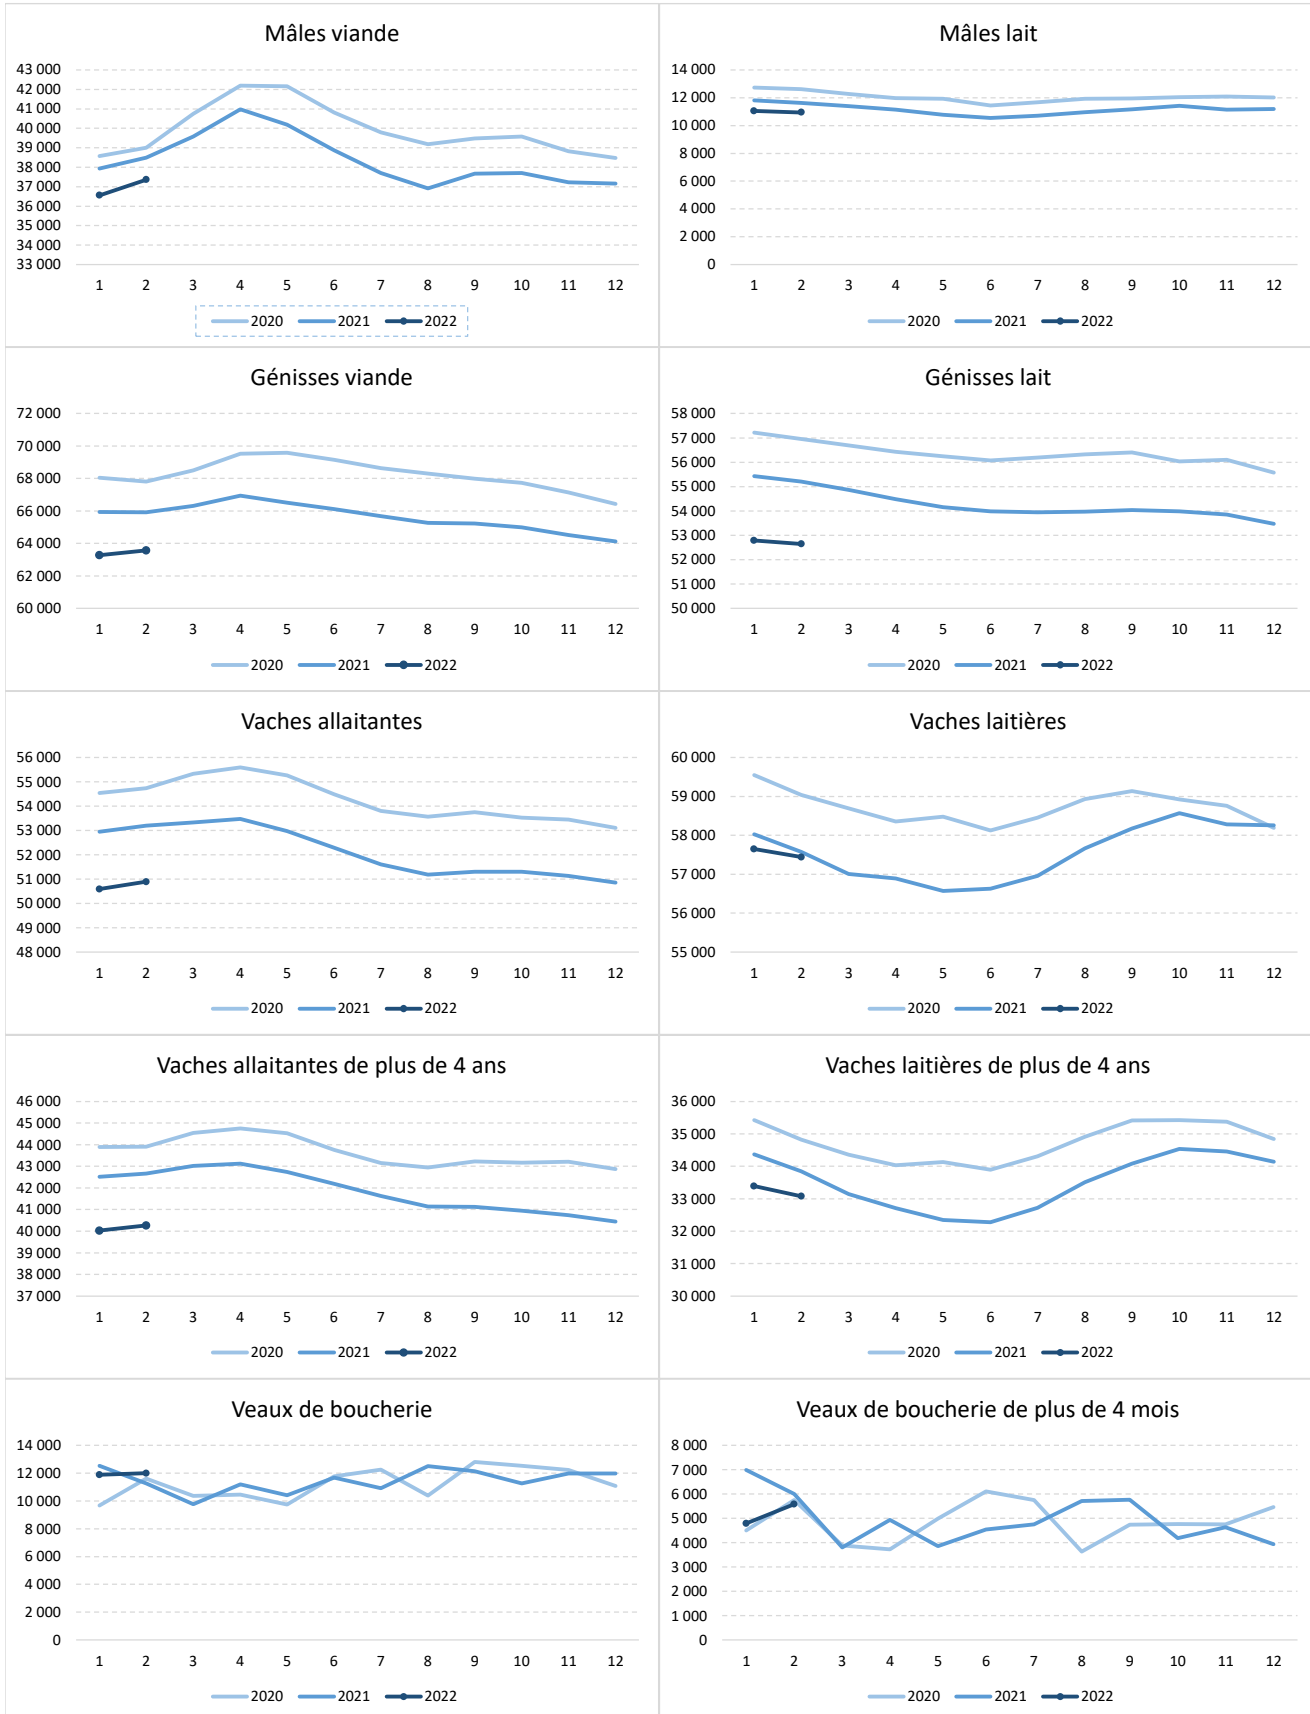 Mâles viande
43 000
42 000
41 000
40 000
39 000
38 000
37 000
36 000
35 000
34 000
33 000
1 2 3 4 5 6 7 8 9 10 11 12
2020 2021 2022
Mâles lait
14 000
12 000
10 000
8 000
6 000
4 000
2 000
0
1 2 3 4 5 6 7 8 9 10 11 12
2020 2021 2022
Génisses viande
72 000
70 000
68 000
66 000
64 000
62 000
60 000
1 2 3 4 5 6 7 8 9 10 11 12
2020 2021 2022
Génisses lait
58 000
57 000
56 000
55 000
54 000
53 000
52 000
51 000
50 000
1 2 3 4 5 6 7 8 9 10 11 12
2020 2021 2022
Vaches allaitantes
56 000
55 000
54 000
53 000
52 000
51 000
50 000
49 000
48 000
1 2 3 4 5 6 7 8 9 10 11 12
2020 2021 2022
Vaches laitières
60 000
59 000
58 000
57 000
56 000
55 000
1 2 3 4 5 6 7 8 9 10 11 12
2020 2021 2022
Vaches allaitantes de plus de 4 ans
46 000
45 000
44 000
43 000
42 000
41 000
40 000
39 000
38 000
37 000
1 2 3 4 5 6 7 8 9 10 11 12
2020 2021 2022
Vaches laitières de plus de 4 ans
36 000
35 000
34 000
33 000
32 000
31 000
30 000
1 2 3 4 5 6 7 8 9 10 11 12
2020 2021 2022
Veaux de boucherie
14 000
12 000
10 000
8 000
6 000
4 000
2 000
0
1 2 3 4 5 6 7 8 9 10 11 12
2020 2021 2022
Veaux de boucherie de plus de 4 mois
8 000
7 000
6 000
5 000
4 000
3 000
2 000
1 000
0
1 2 3 4 5 6 7 8 9 10 11 12
2020 2021 2022